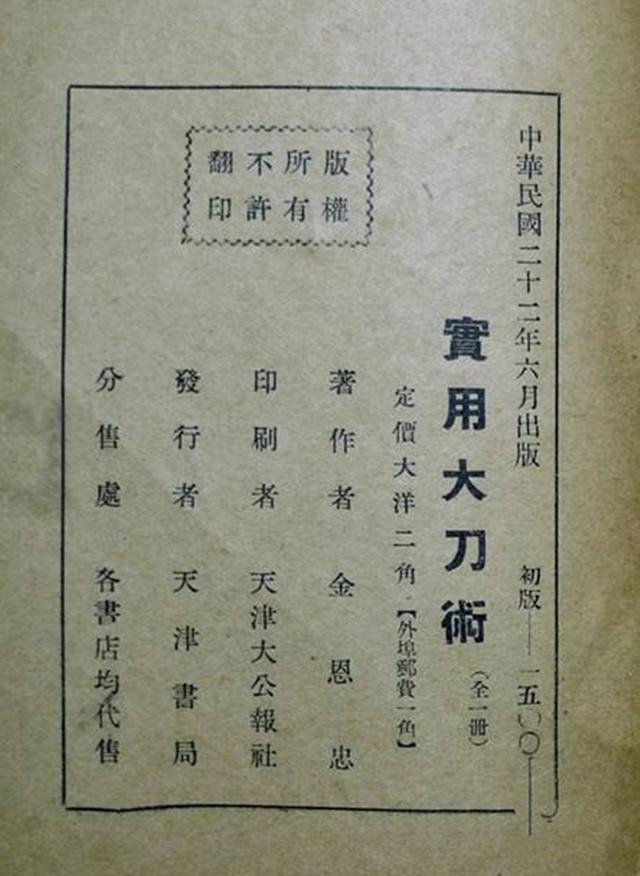 中華民國二十二年六月出版 初版——一五〇〇——
實用大刀術（全一冊）
定價大洋二角【外埠郵費一角】
版權
所有
不許
翻印
著作者 金恩忠
印刷者 天津大公報社
發行者 天津書局
分售處 各書店均代售